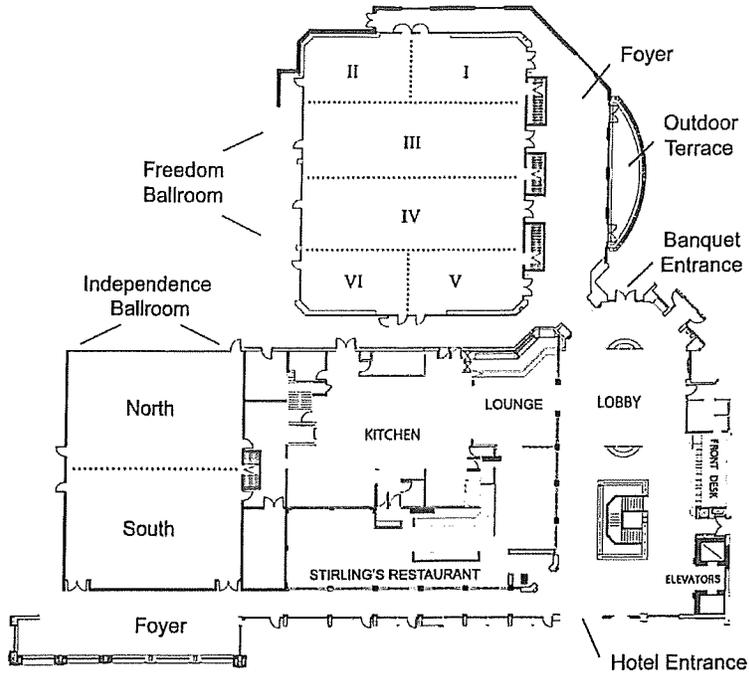 Foyer
II
I
Outdoor
Terrace
III
Freedom
Ballroom
IV
Banquet
Entrance
VI
V
Independence
Ballroom
North
LOUNGE
LOBBY
KITCHEN
FRONT DESK
South
STIRLING'S RESTAURANT
ELEVATORS
Foyer
Hotel Entrance